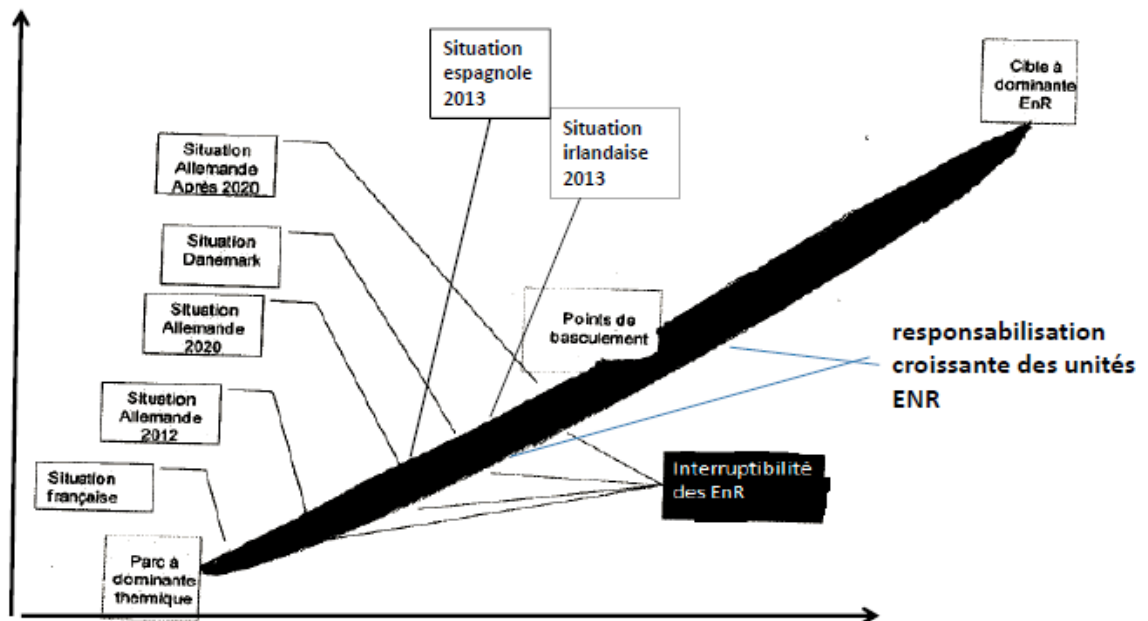 Situation
espagnole
2013
Cible à
dominante
EnR
Situation
irlandaise
2013
Situation
Allemande
Après 2020
Situation
Danemark
Situation
Allemande
2020
Points de
basculement
responsabilisation
croissante des unités
ENR
Situation
Allemande
2012
Interruptibilité
des EnR
Situation
française
Parc à
dominante
thermique